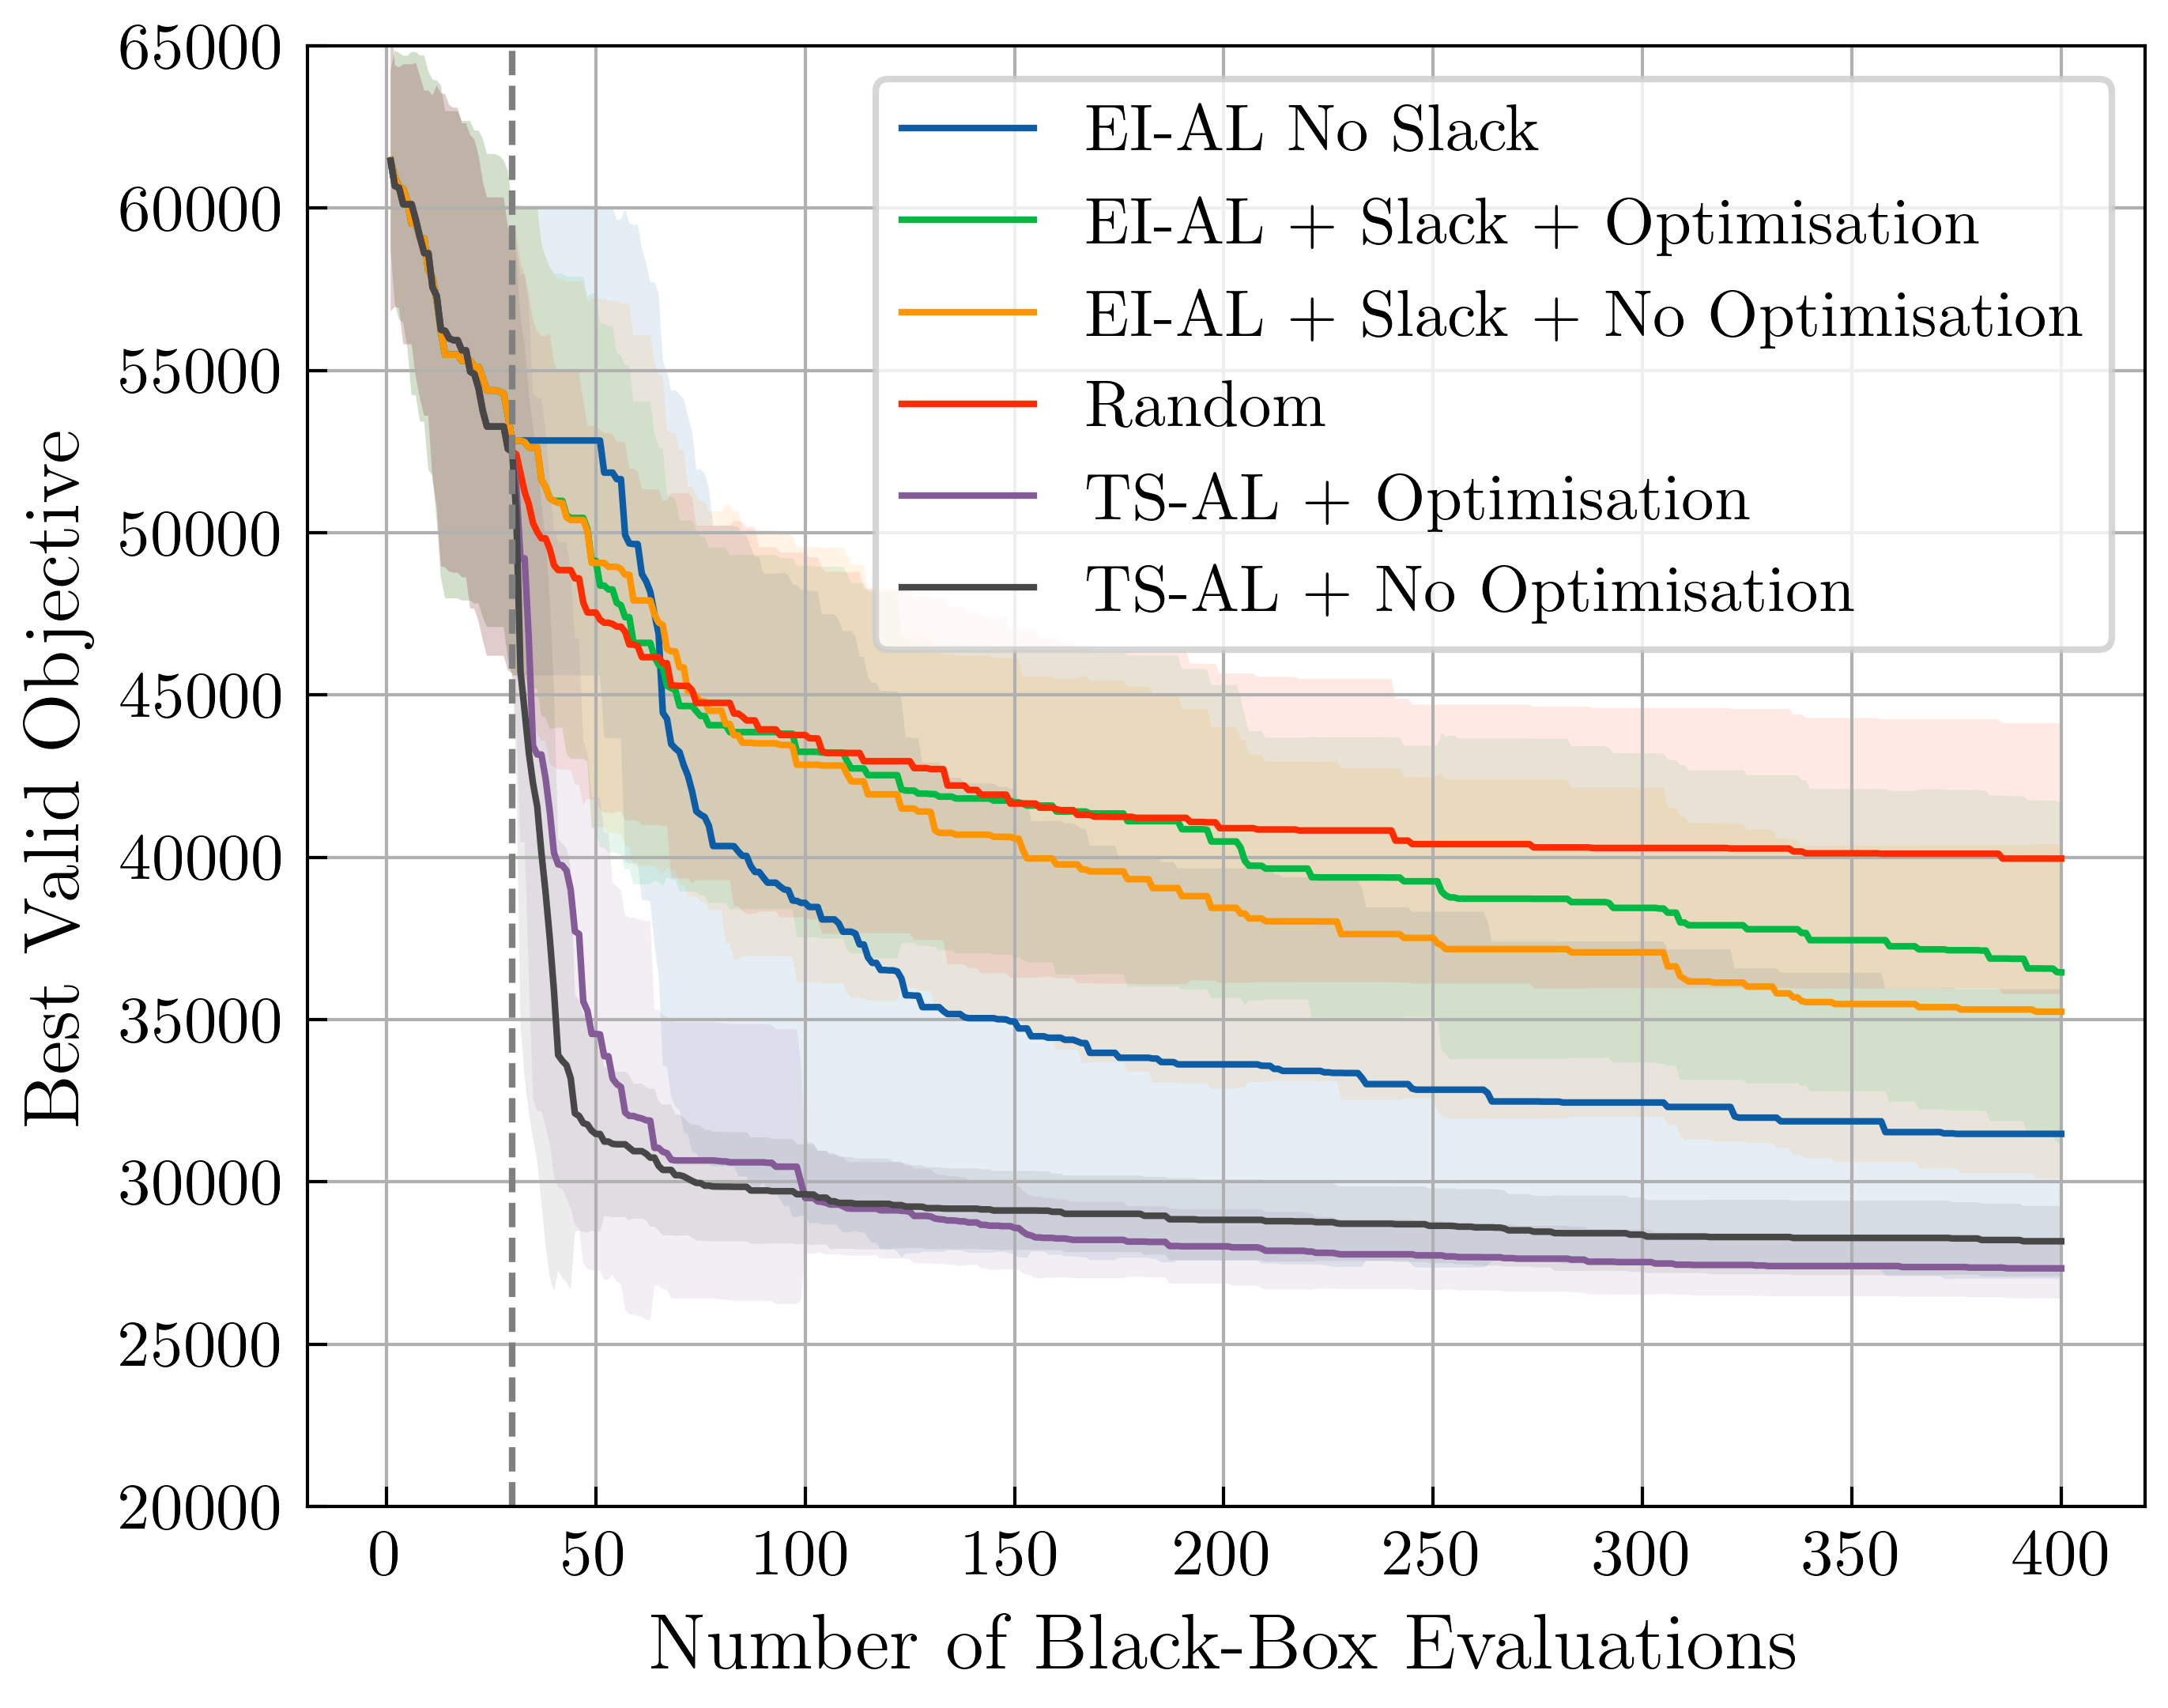 65000
60000
55000
50000
45000
40000
35000
30000
25000
20000
Best Valid Objective
EI-AL No Slack
EI-AL + Slack + Optimisation
EI-AL + Slack + No Optimisation
Random
TS-AL + Optimisation
TS-AL + No Optimisation
0 50 100 150 200 250 300 350 400
Number of Black-Box Evaluations